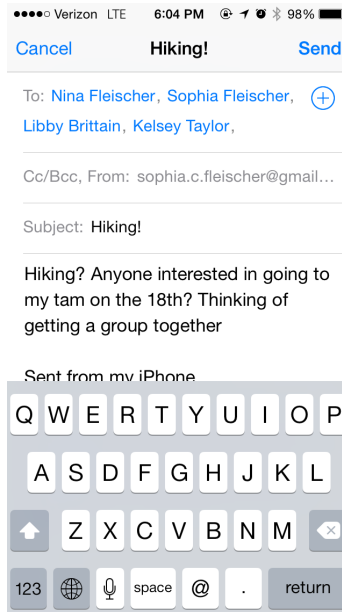 Verizon LTE 6:04 PM 98%
Cancel Hiking! Send
To: Nina Fleischer, Sophia Fleischer,
Libby Brittain, Kelsey Taylor,
Cc/Bcc, From: sophia.c.fleischer@gmail...
Subject: Hiking!
Hiking? Anyone interested in going to
my tam on the 18th? Thinking of
getting a group together
Sent from my iPhone
Q W E R T Y U I O P
A S D F G H J K L
Z X C V B N M
123 space @ . return